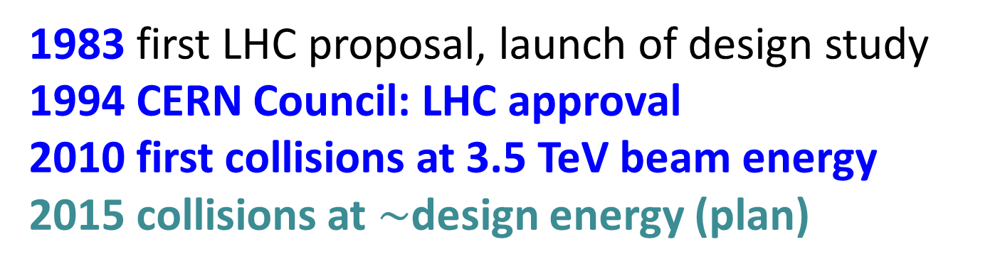 1983 first LHC proposal, launch of design study
1994 CERN Council: LHC approval
2010 first collisions at 3.5 TeV beam energy
2015 collisions at ~design energy (plan)